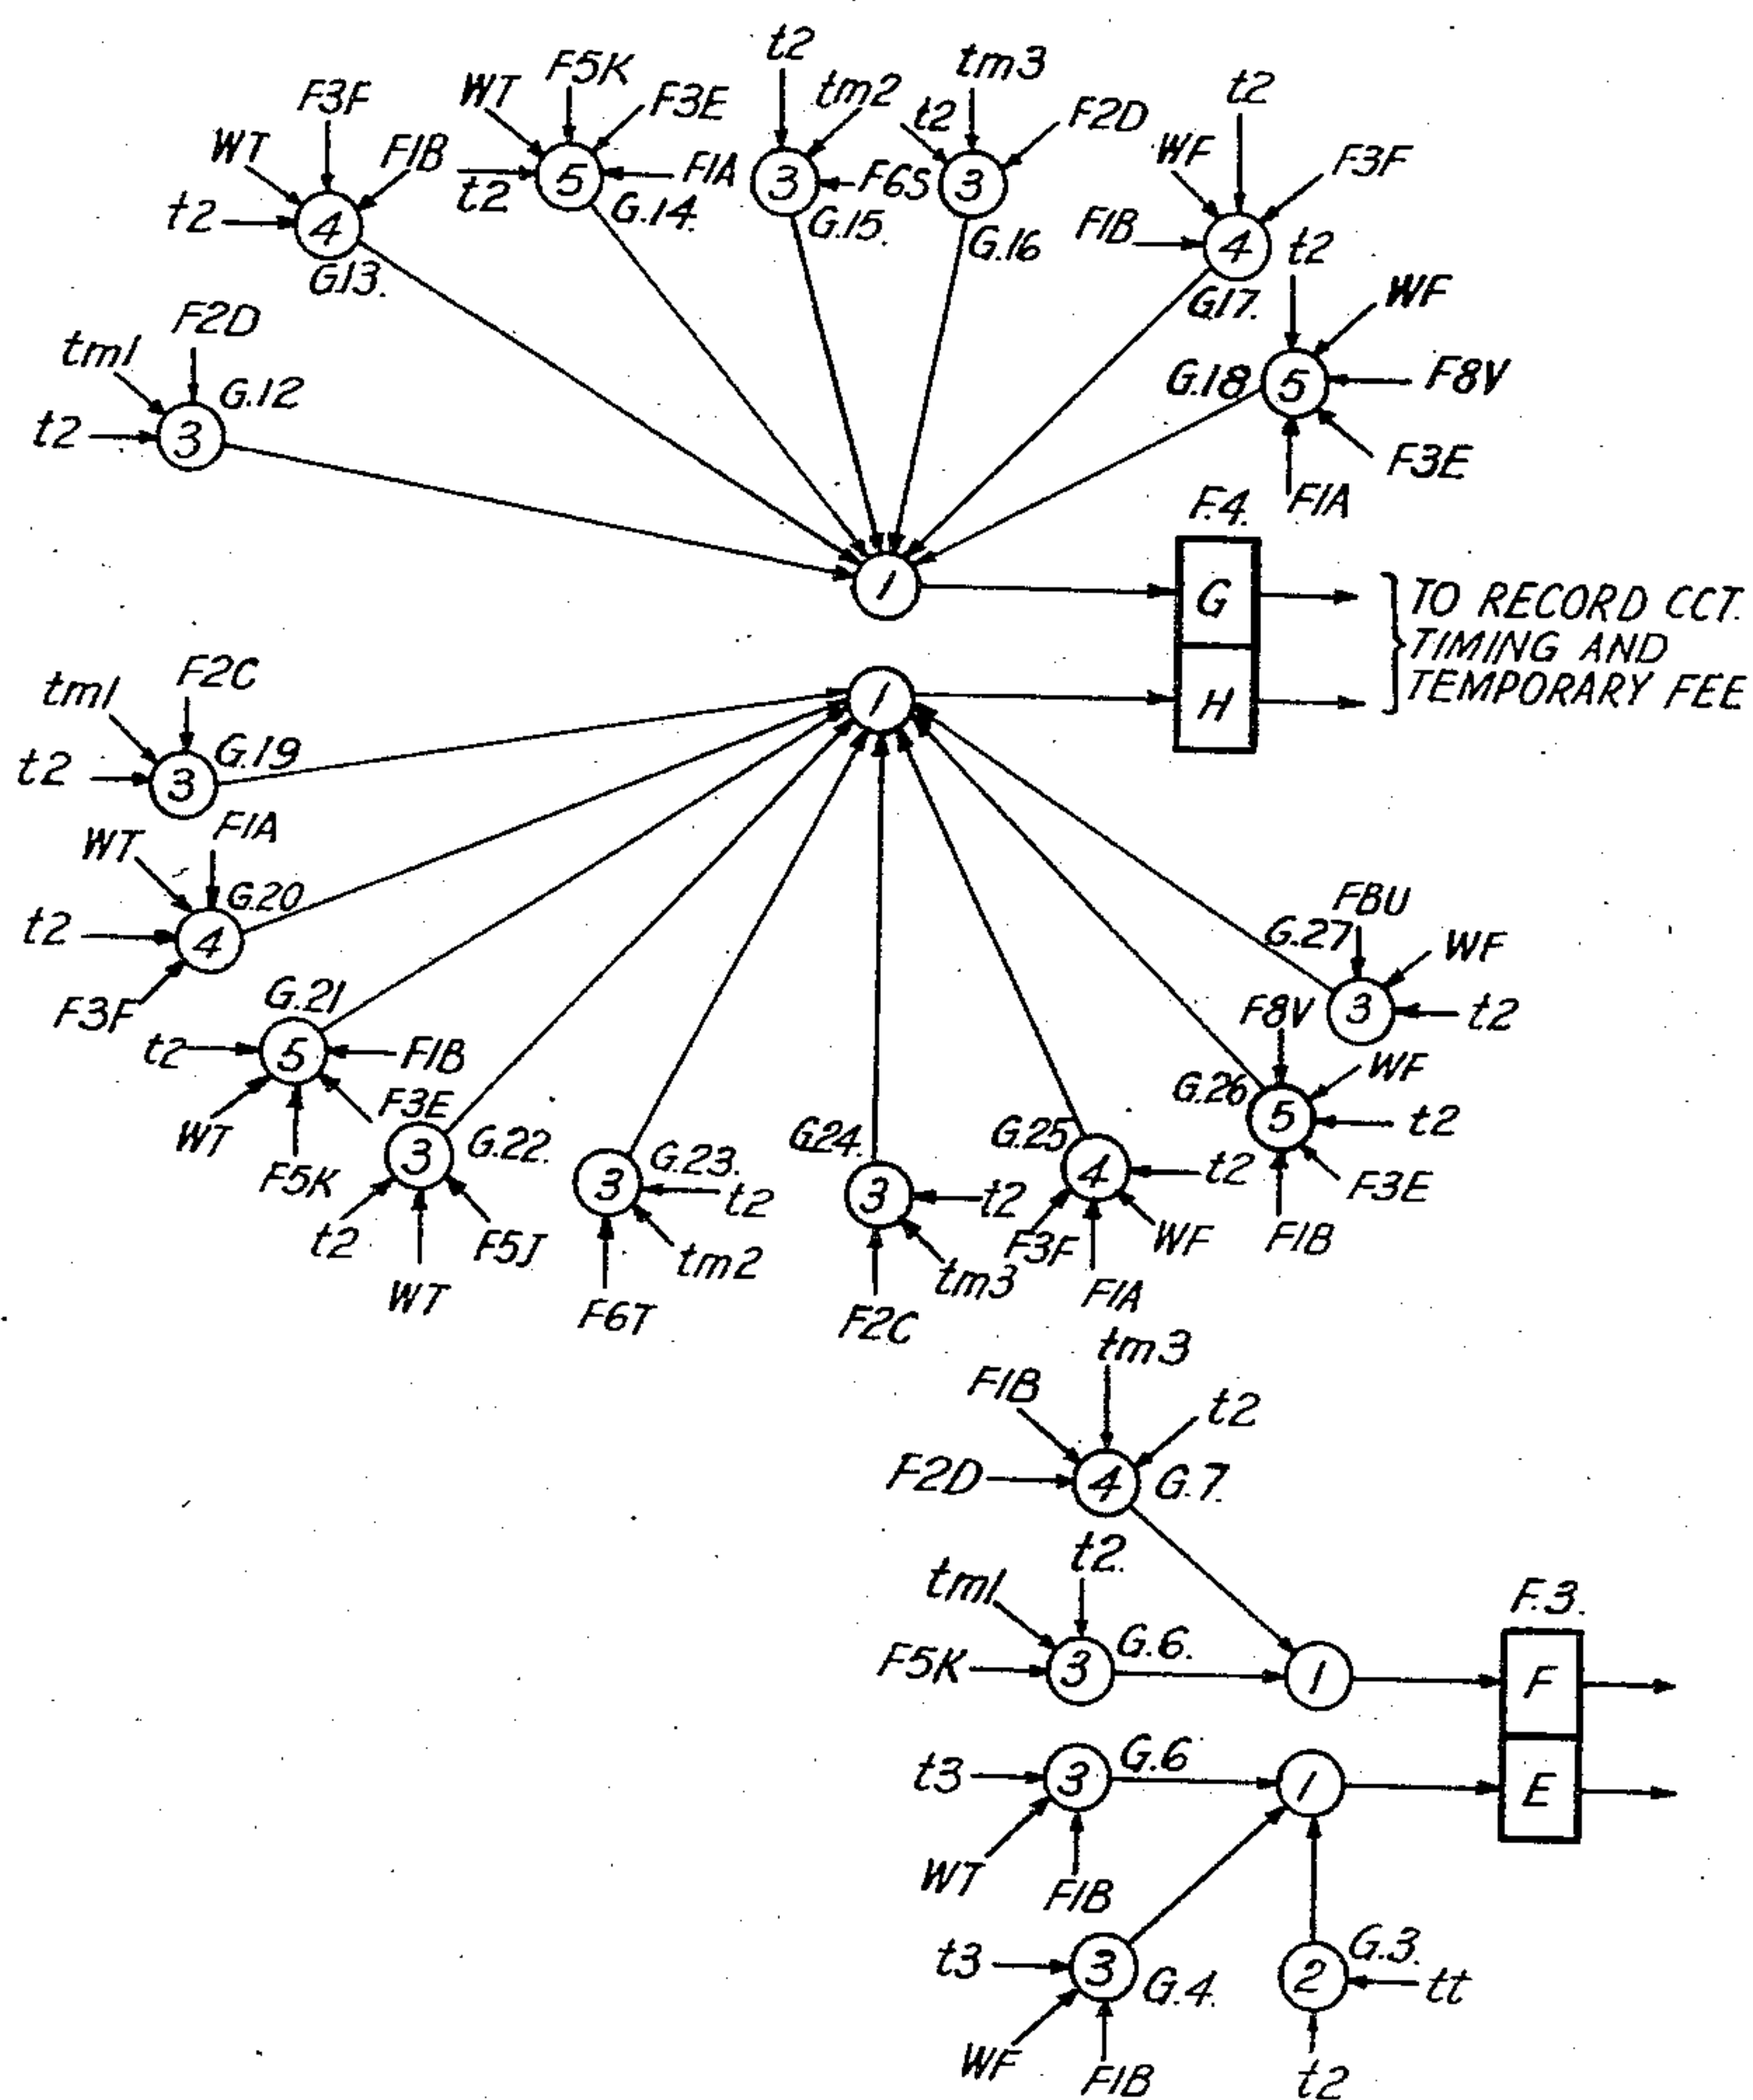 t2
tm3
F5K
F3F
WT
F3E
tm2
t2
F2D
t2
WT
F1B
F1A
F6S
WF
F3F
t2
4
t2
5
3
3
F1B
4
t2
G.13.
G.14.
G.15.
G.16
G.17.
WF
F2D
tm1
G.12
G.18
5
F8V
t2
3
F3E
F1A
F.4.
1
G
TO RECORD CCT.
TIMING AND
TEMPORARY FEE
1
H
F2C
tm1
G.19
t2
3
F1A
WT
G.20
t2
4
F3F
FBU
G.27
WF
3
t2
G.21
t2
5
F1B
F3E
WT
F5K
F8V
WF
G.26
5
t2
F3E
F1B
3
G.22.
t2
WT
F5J
G.23.
3
t2
tm2
F6T
G.24.
3
t2
tm3
F2C
G.25
4
t2
F3F
WF
F1A
tm3
F1B
t2
F2D
4
G.7.
t2.
tm1
G.6.
F5K
3
1
F.3.
F
t3
3
G.6
1
E
WT
F1B
t3
3
G.4.
WF
F1B
G.3.
2
tt
t2